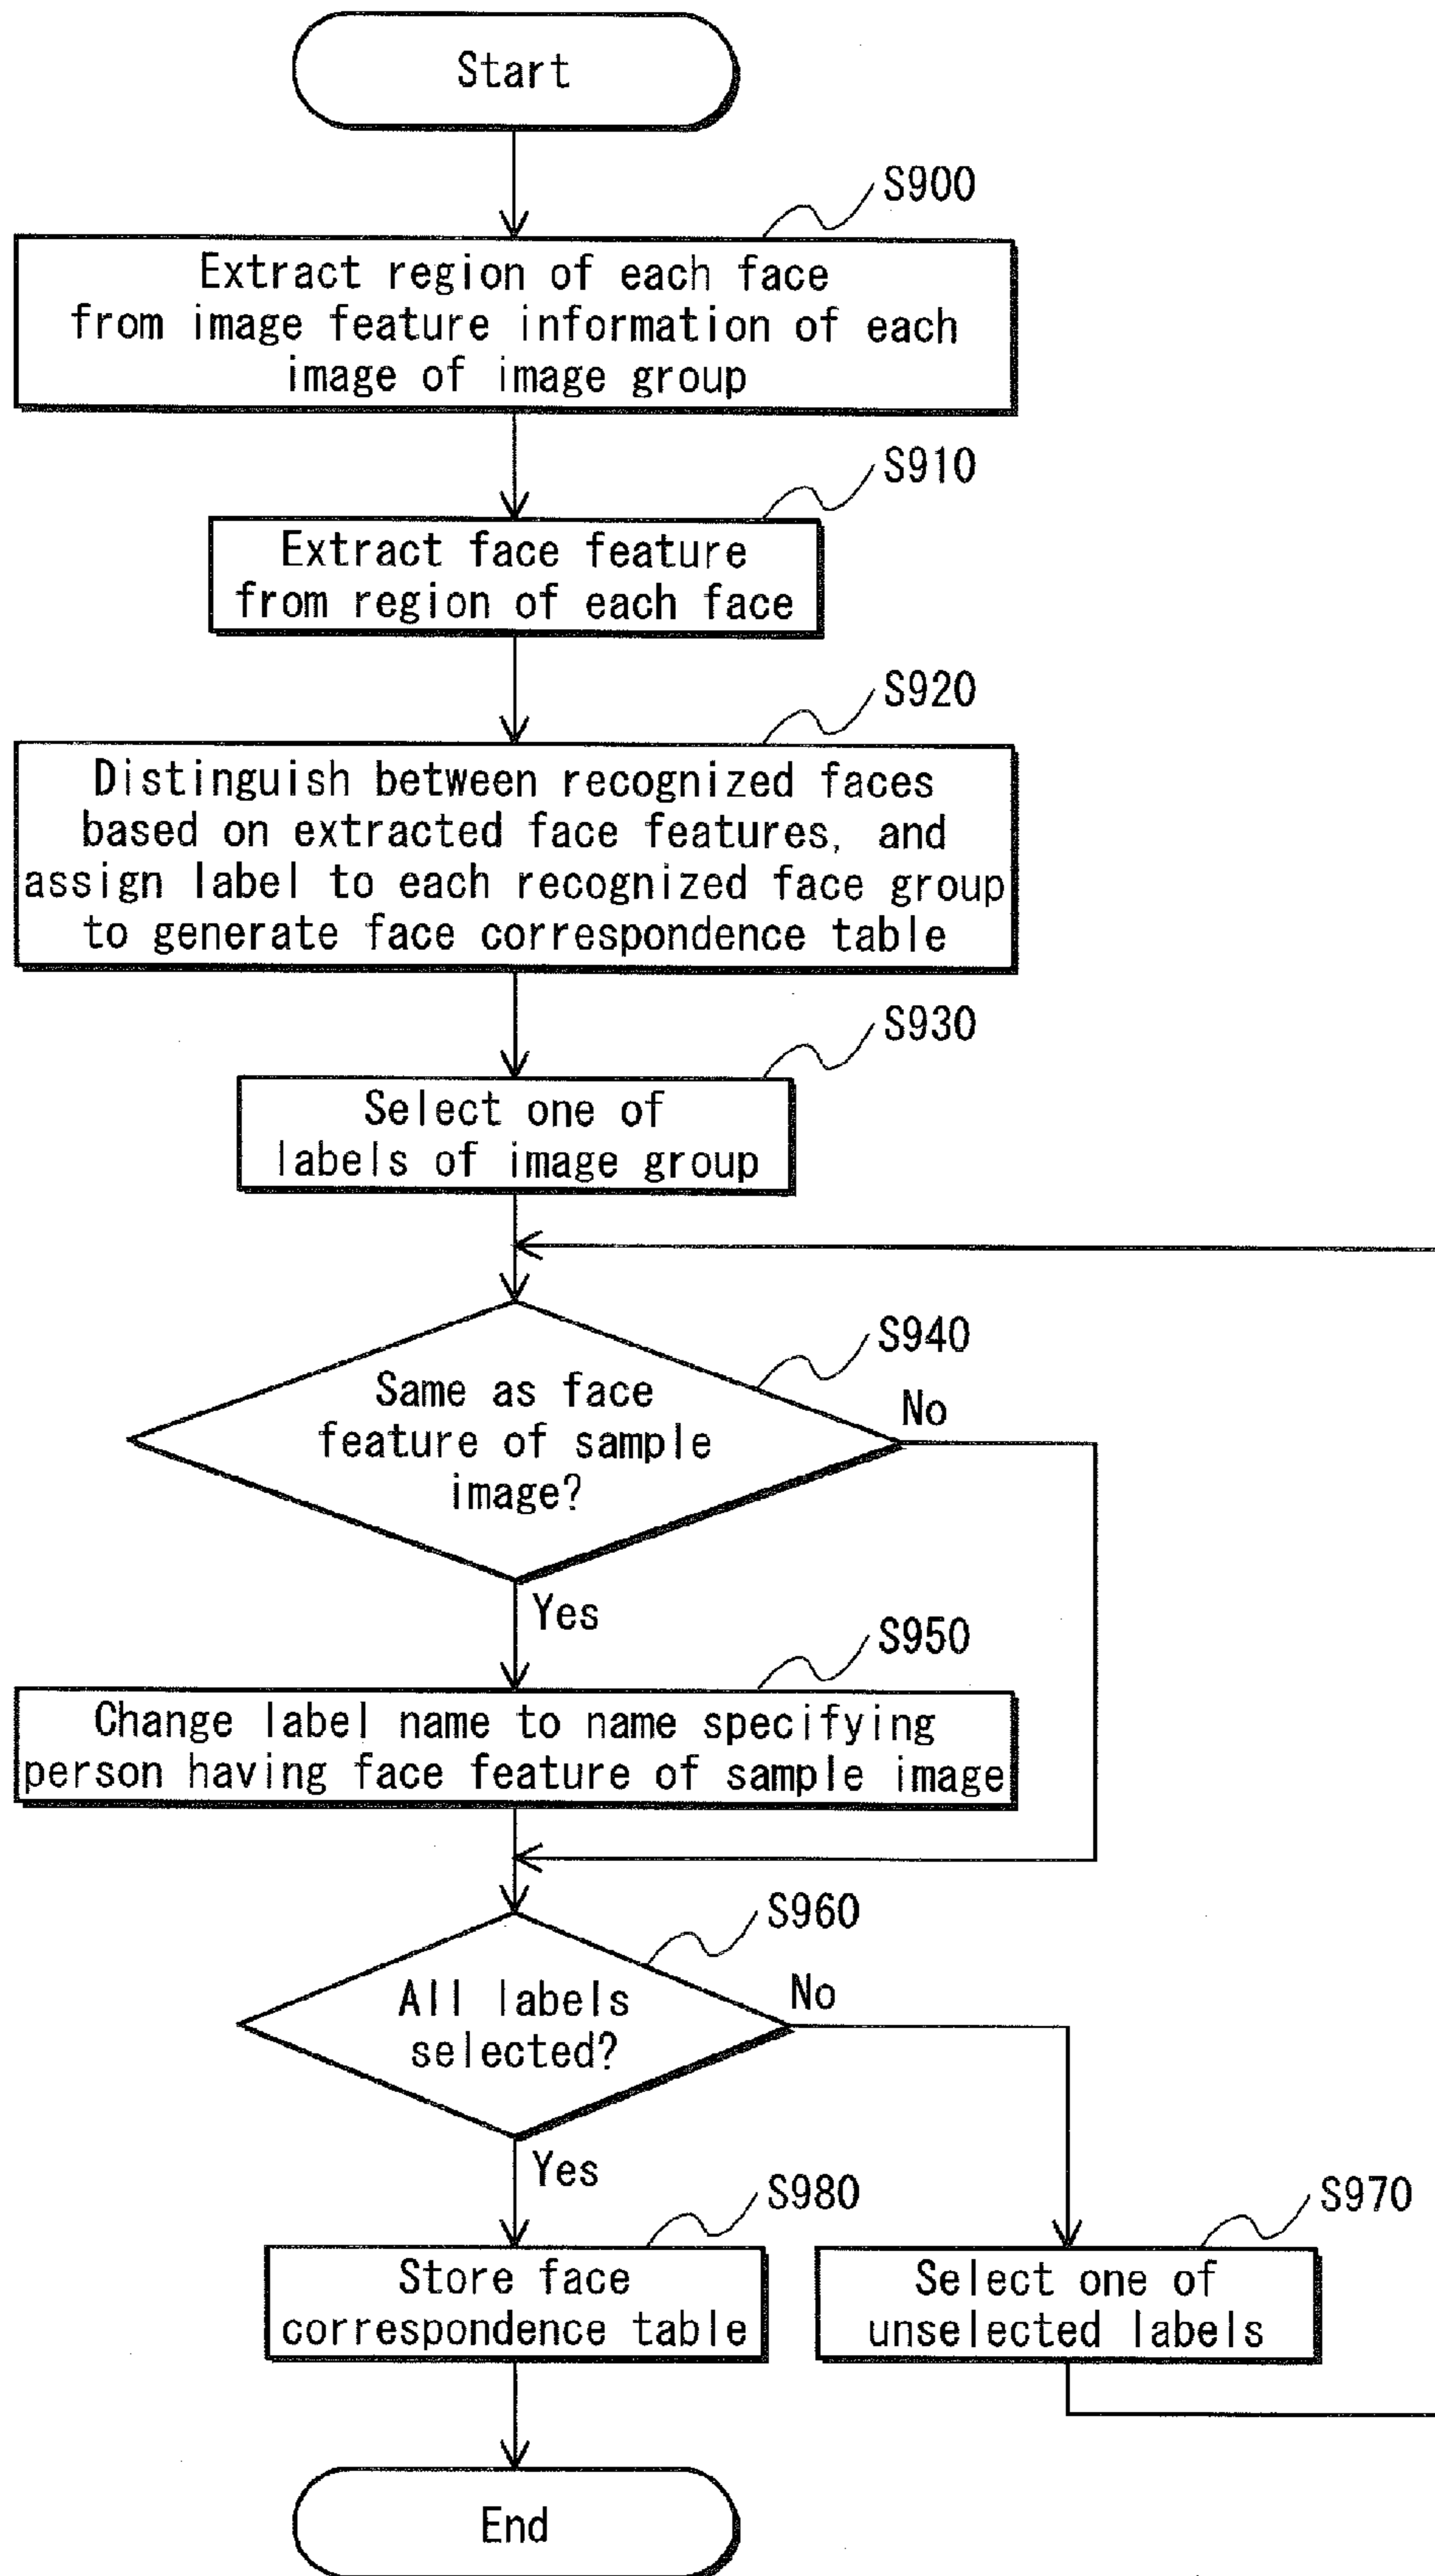 Start
S900
Extract region of each face
from image feature information of each
image of image group
S910
Extract face feature
from region of each face
S920
Distinguish between recognized faces
based on extracted face features, and
assign label to each recognized face group
to generate face correspondence table
S930
Select one of
labels of image group
S940
Same as face
feature of sample
image?
No
Yes
S950
Change label name to name specifying
person having face feature of sample image
S960
All labels
selected?
No
Yes
S980
Store face
correspondence table
S970
Select one of
unselected labels
End